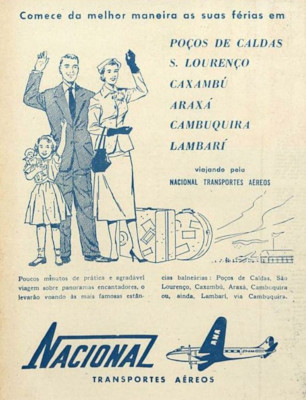 Comece da melhor maneira as suas férias em
POÇOS DE CALDAS
S. LOURENÇO
CAXAMBÚ
ARAXÁ
CAMBUQUIRA
LAMBARÍ
viajando pela
NACIONAL TRANSPORTES AÉREOS
Poucos minutos de prática e agradável
viagem sobre panoramas encantadores, o
levarão voando às mais famosas estân-
cias balneárias: Poços de Caldas, São
Lourenço, Caxambú, Araxá, Cambuquira
ou, ainda, Lambarí, via Cambuquira.
NACIONAL
TRANSPORTES AÉREOS
ANA